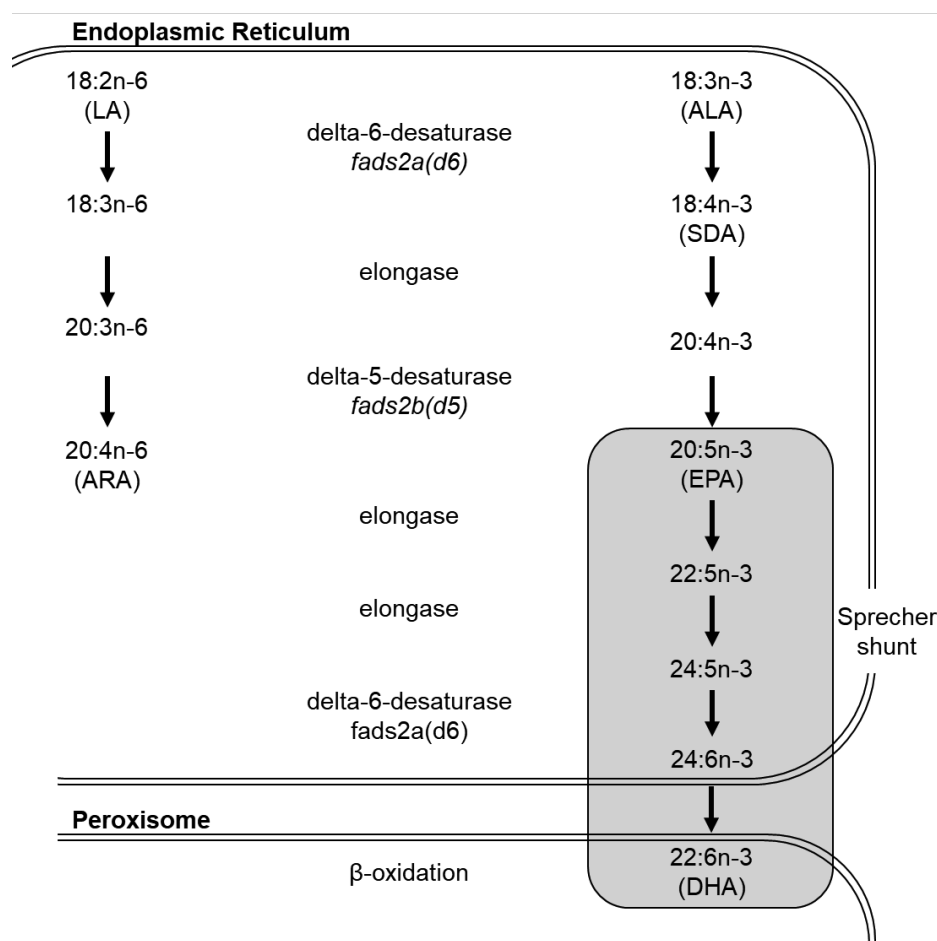 Endoplasmic Reticulum
18:2n-6
(LA)
18:3n-3
(ALA)
delta-6-desaturase
fads2a(d6)
18:3n-6
18:4n-3
(SDA)
elongase
20:3n-6
20:4n-3
delta-5-desaturase
fads2b(d5)
20:4n-6
(ARA)
20:5n-3
(EPA)
elongase
22:5n-3
elongase
Sprecher
shunt
24:5n-3
delta-6-desaturase
fads2a(d6)
24:6n-3
Peroxisome
β-oxidation
22:6n-3
(DHA)